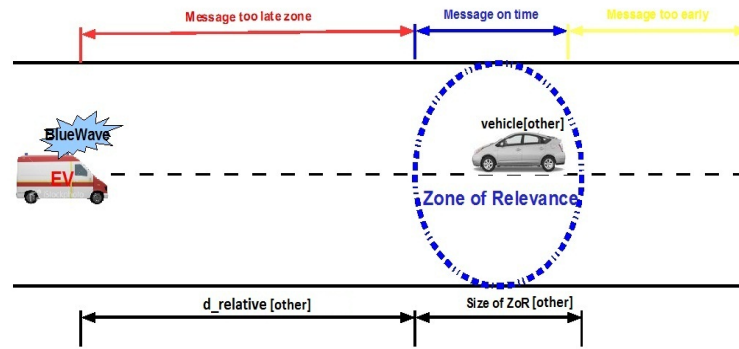 Message too late zone
Message on time
Message too early
BlueWave
vehicle[other]
EV
Zone of Relevance
d_relative [other]
Size of ZoR [other]